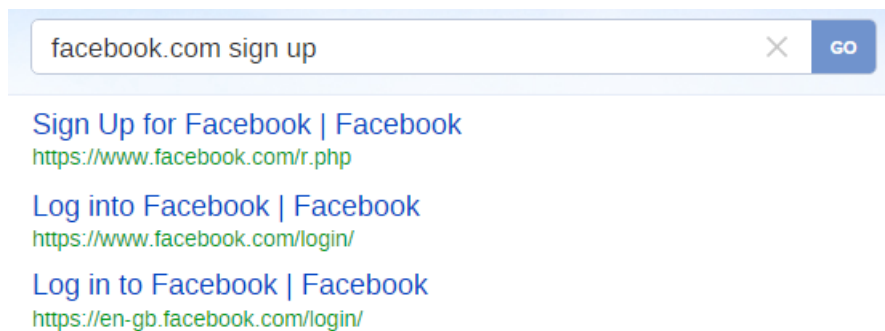 facebook.com sign up
GO
Sign Up for Facebook | Facebook
https://www.facebook.com/r.php
Log into Facebook | Facebook
https://www.facebook.com/login/
Log in to Facebook | Facebook
https://en-gb.facebook.com/login/